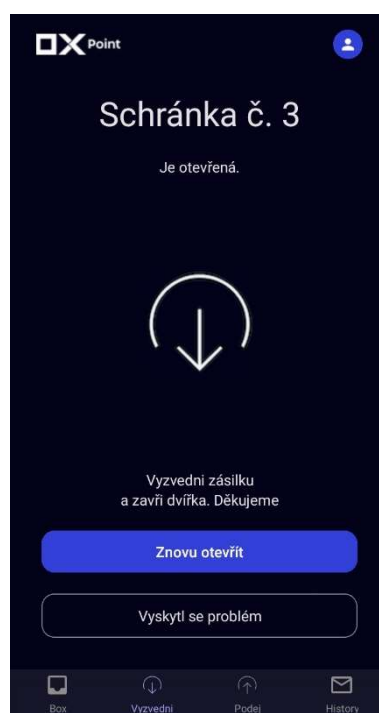 OX Point
Schránka č. 3
Je otevřená.
Vyzvedni zásilku
a zavři dvířka. Děkujeme
Znovu otevřít
Vyskytl se problém
Box
Vyzvedni
Podej
History